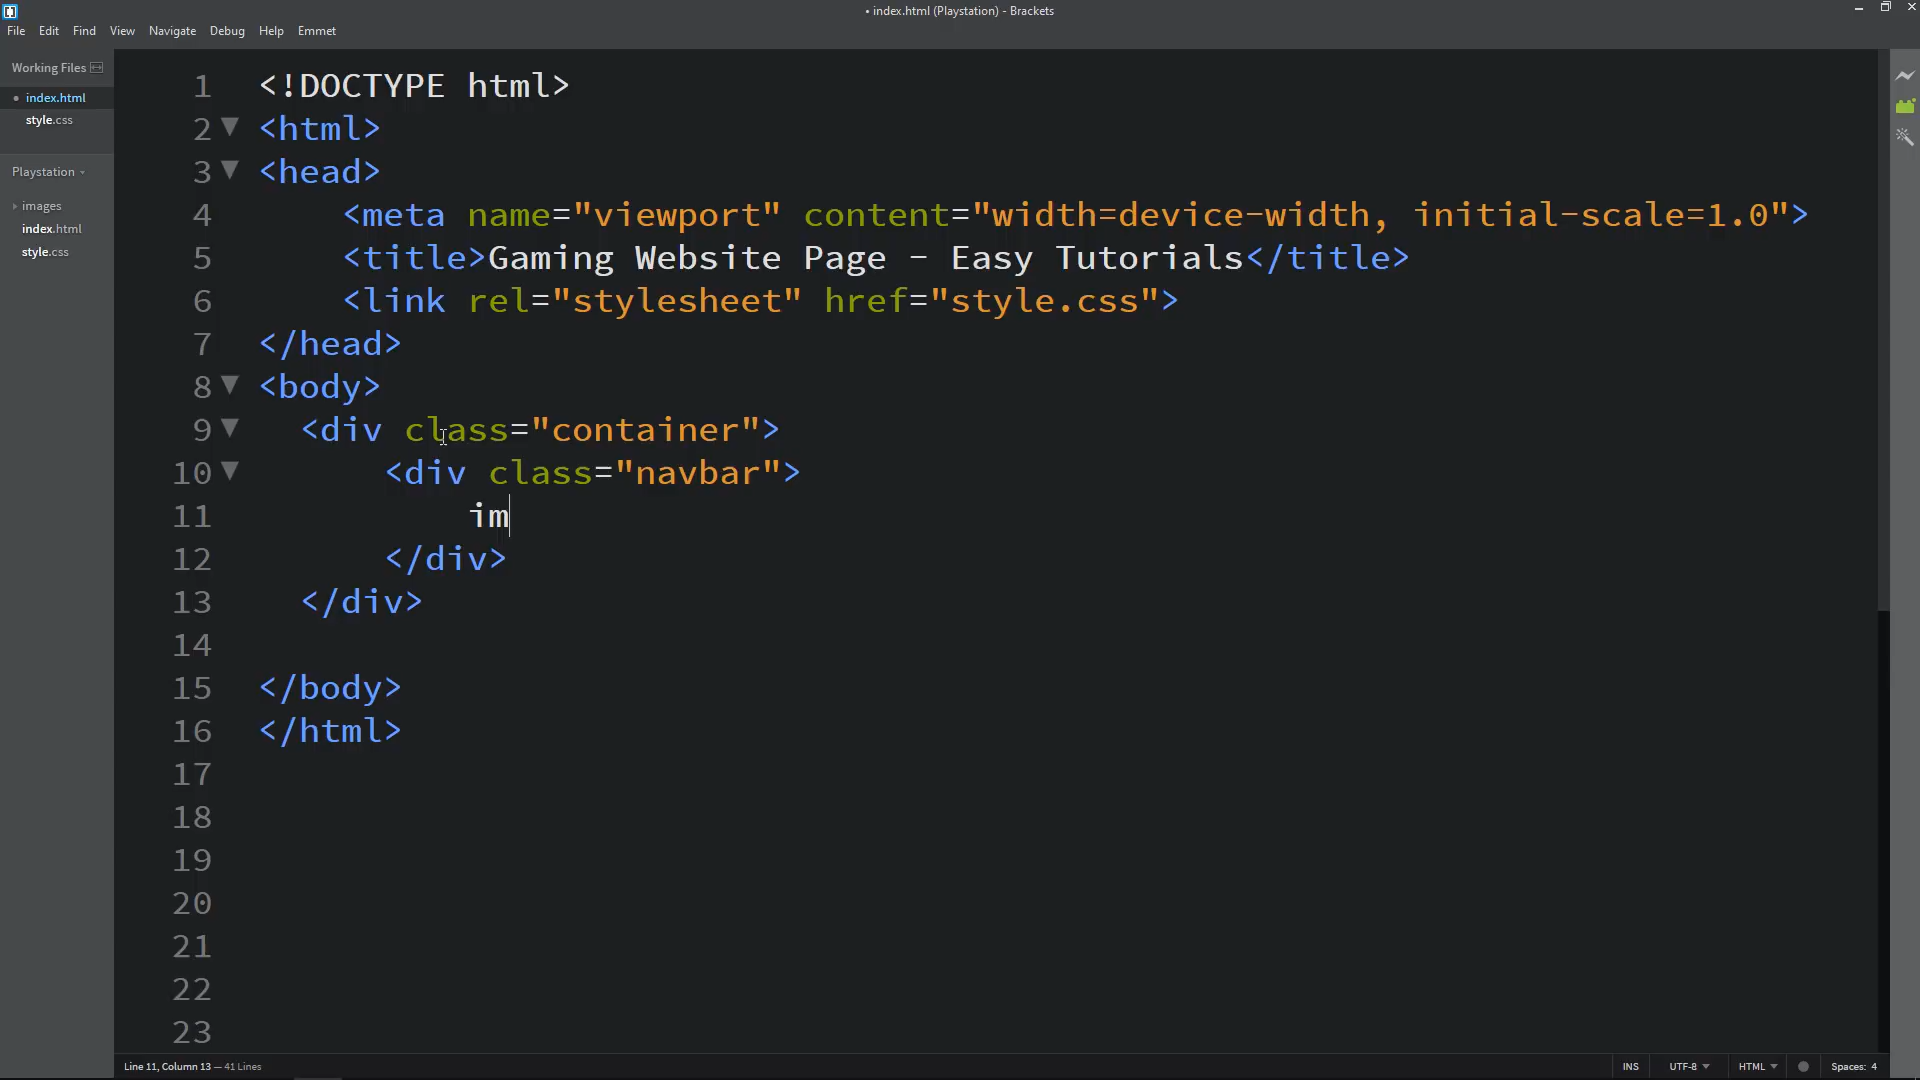 • index.html (Playstation) - Brackets
File Edit Find View Navigate Debug Help Emmet
Working Files
• index.html
style.css
Playstation
images
index.html
style.css
1 <!DOCTYPE html>
2 <html>
3 <head>
4 <meta name="viewport" content="width=device-width, initial-scale=1.0">
5 <title>Gaming Website Page - Easy Tutorials</title>
6 <link rel="stylesheet" href="style.css">
7 </head>
8 <body>
9 <div class="container">
10 <div class="navbar">
11 im
12 </div>
13 </div>
14
15 </body>
16 </html>
17
18
19
20
21
22
23
Line 11, Column 13 — 41 Lines
INS UTF-8 HTML Spaces: 4